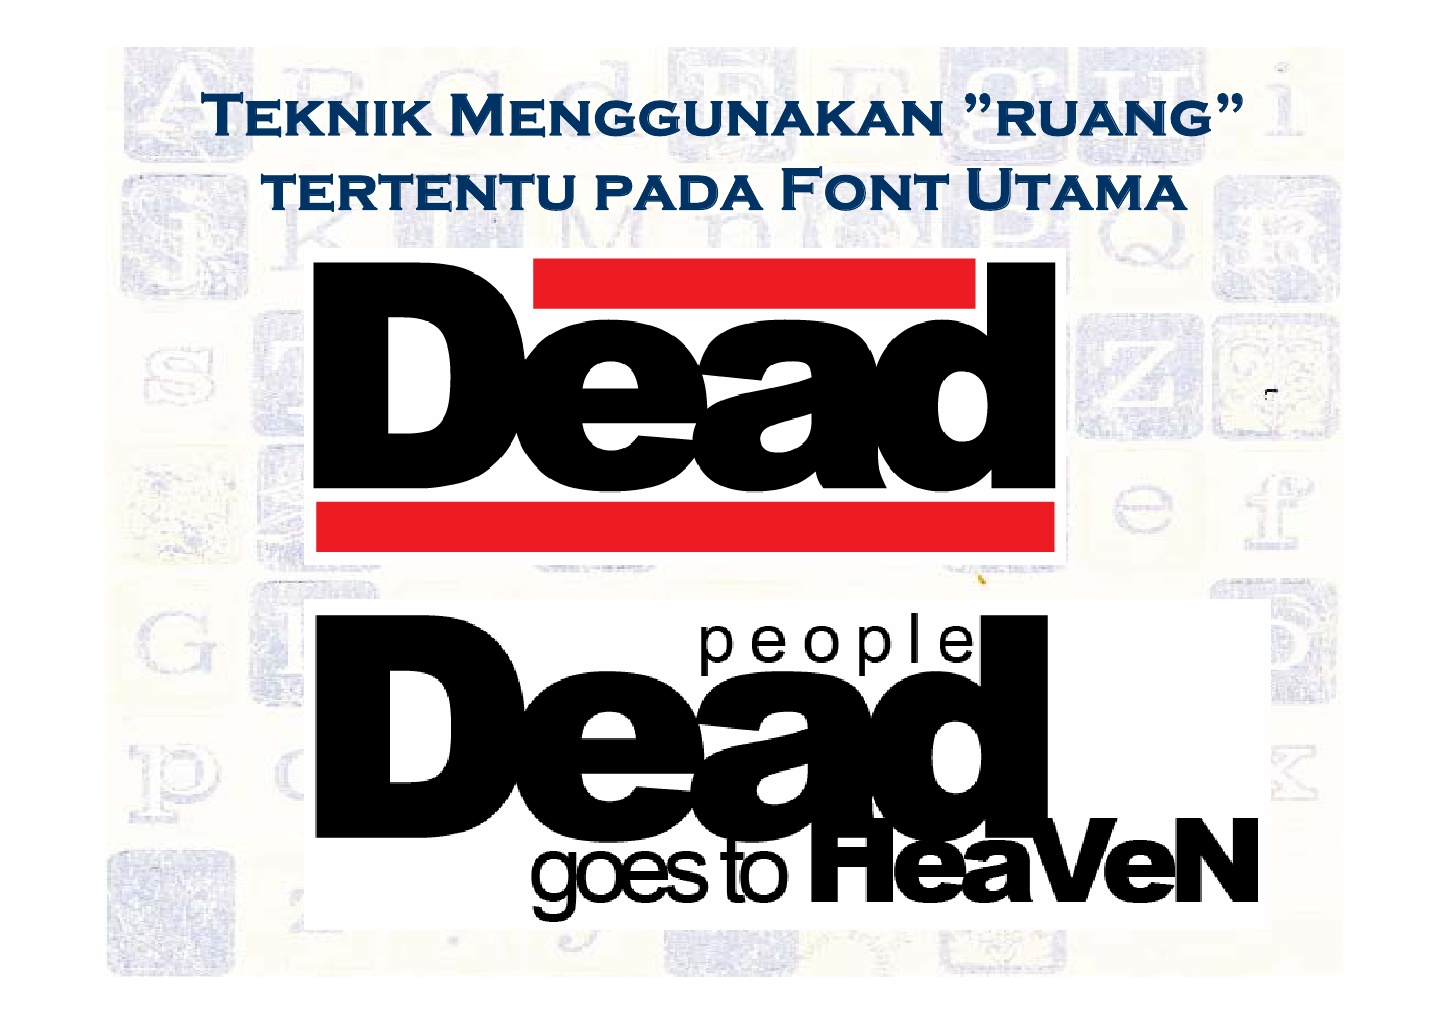 Teknik Menggunakan ”ruang”
tertentu pada Font Utama
Dead
people
Dead
goes to HeaVeN